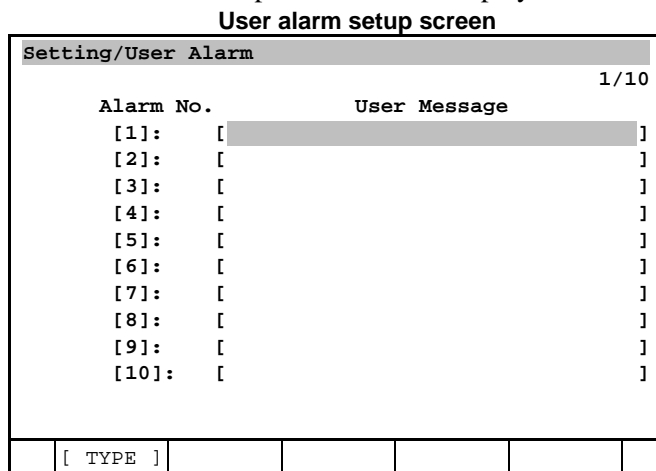 User alarm setup screen
Setting/User Alarm
1/10
Alarm No. User Message
[1]: [ ]
[2]: [ ]
[3]: [ ]
[4]: [ ]
[5]: [ ]
[6]: [ ]
[7]: [ ]
[8]: [ ]
[9]: [ ]
[10]: [ ]
[ TYPE ]